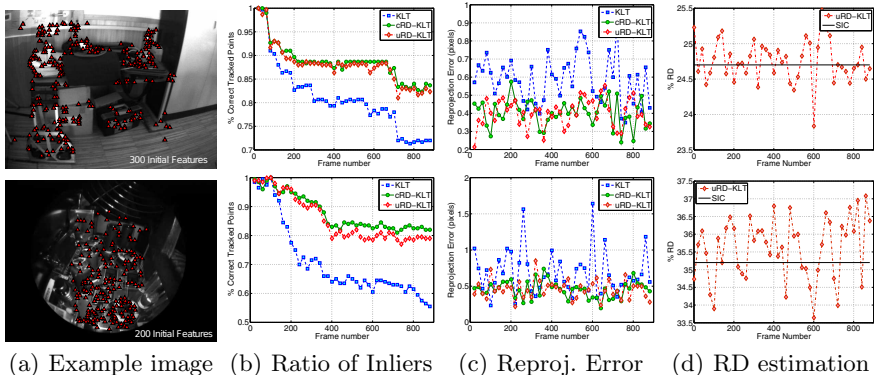 300 Initial Features
% Correct Tracked Points
1
0.95
0.9
0.85
0.8
0.75
0.7
0 200 400 600 800
Frame number
KLT
cRD-KLT
uRD-KLT
Reprojection Error (pixels)
1
0.9
0.8
0.7
0.6
0.5
0.4
0.3
0.2
0 200 400 600 800
Frame number
KLT
cRD-KLT
uRD-KLT
% RD
25.5
25
24.5
24
23.5
0 200 400 600 800
Frame Number
uRD-KLT
SIC
200 Initial Features
% Correct Tracked Points
1
0.9
0.8
0.7
0.6
0.5
0 200 400 600 800
Frame number
KLT
cRD-KLT
uRD-KLT
Reprojection Error (pixels)
2
1.5
1
0.5
0
0 200 400 600 800
Frame number
KLT
cRD-KLT
uRD-KLT
% RD
37.5
37
36.5
36
35.5
35
34.5
34
33.5
0 200 400 600 800
Frame Number
uRD-KLT
SIC
(a) Example image (b) Ratio of Inliers (c) Reproj. Error (d) RD estimation